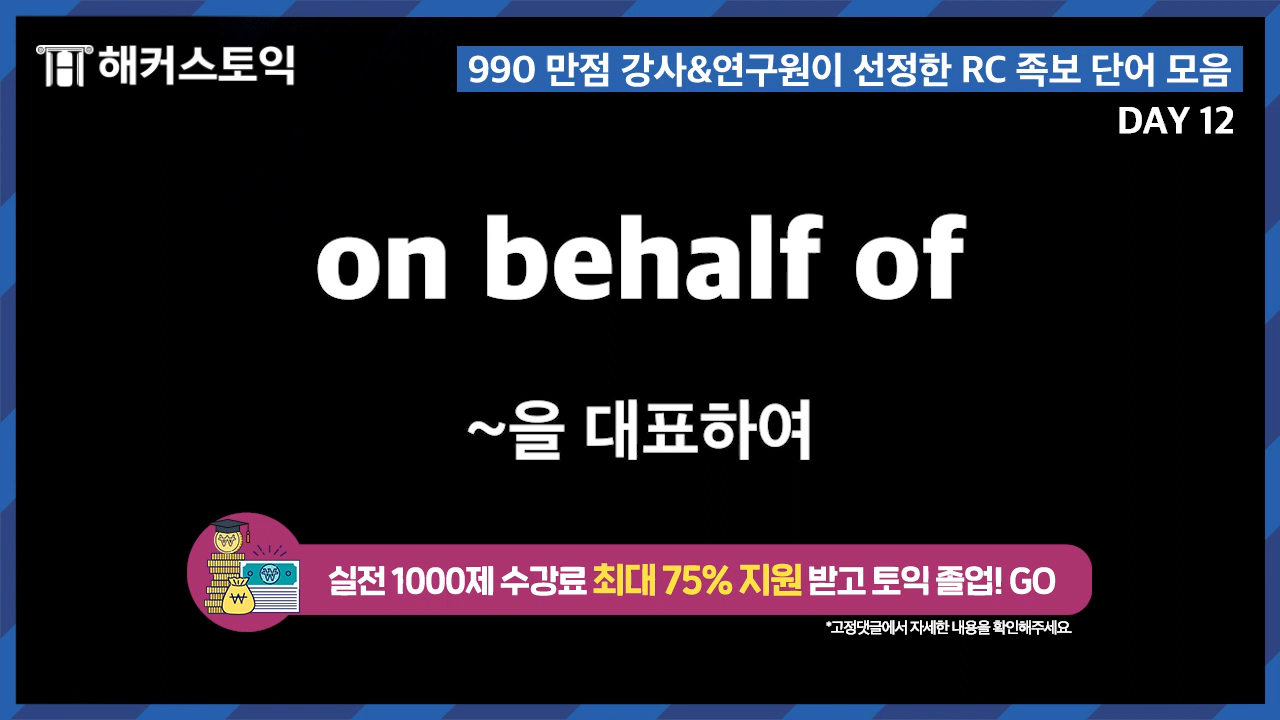 해커스토익
990 만점 강사&연구원이 선정한 RC 족보 단어 모음
DAY 12
on behalf of
~을 대표하여
실전 1000제 수강료 최대 75% 지원 받고 토익 졸업! GO
*고정댓글에서 자세한 내용을 확인해주세요.